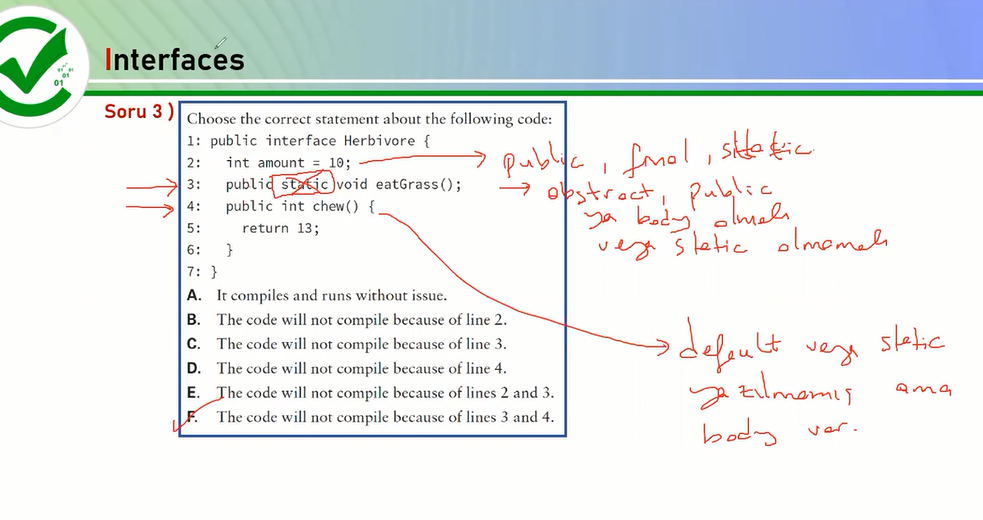 Interfaces
Soru 3 )
Choose the correct statement about the following code:
1: public interface Herbivore {
2: int amount = 10;
3: public static void eatGrass();
4: public int chew() {
5: return 13;
6: }
7: }
A. It compiles and runs without issue.
B. The code will not compile because of line 2.
C. The code will not compile because of line 3.
D. The code will not compile because of line 4.
E. The code will not compile because of lines 2 and 3.
F. The code will not compile because of lines 3 and 4.
public, final, static
abstract, public
ya body olmalı
veya static olmamalı
default veya static
yazılmamış ama
body var.